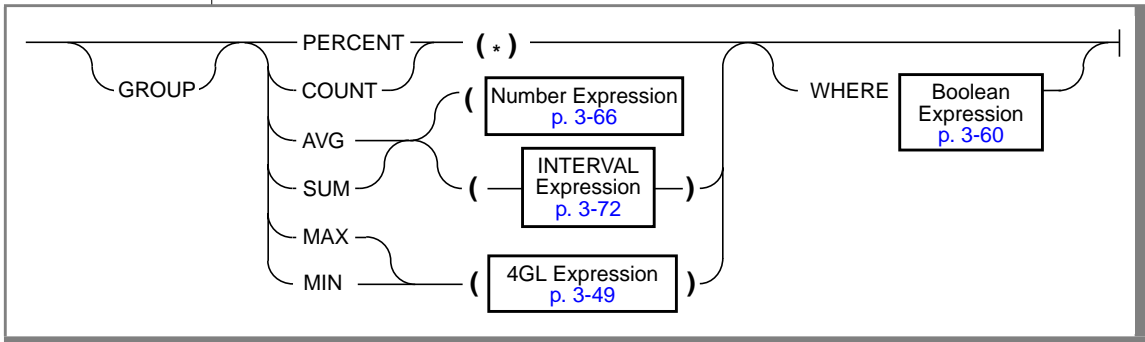 PERCENT ( * )
GROUP
COUNT
WHERE
Boolean
Expression
p. 3-60
( Number Expression
p. 3-66
AVG
SUM
( INTERVAL )
Expression
p. 3-72
MAX
MIN
( 4GL Expression )
p. 3-49